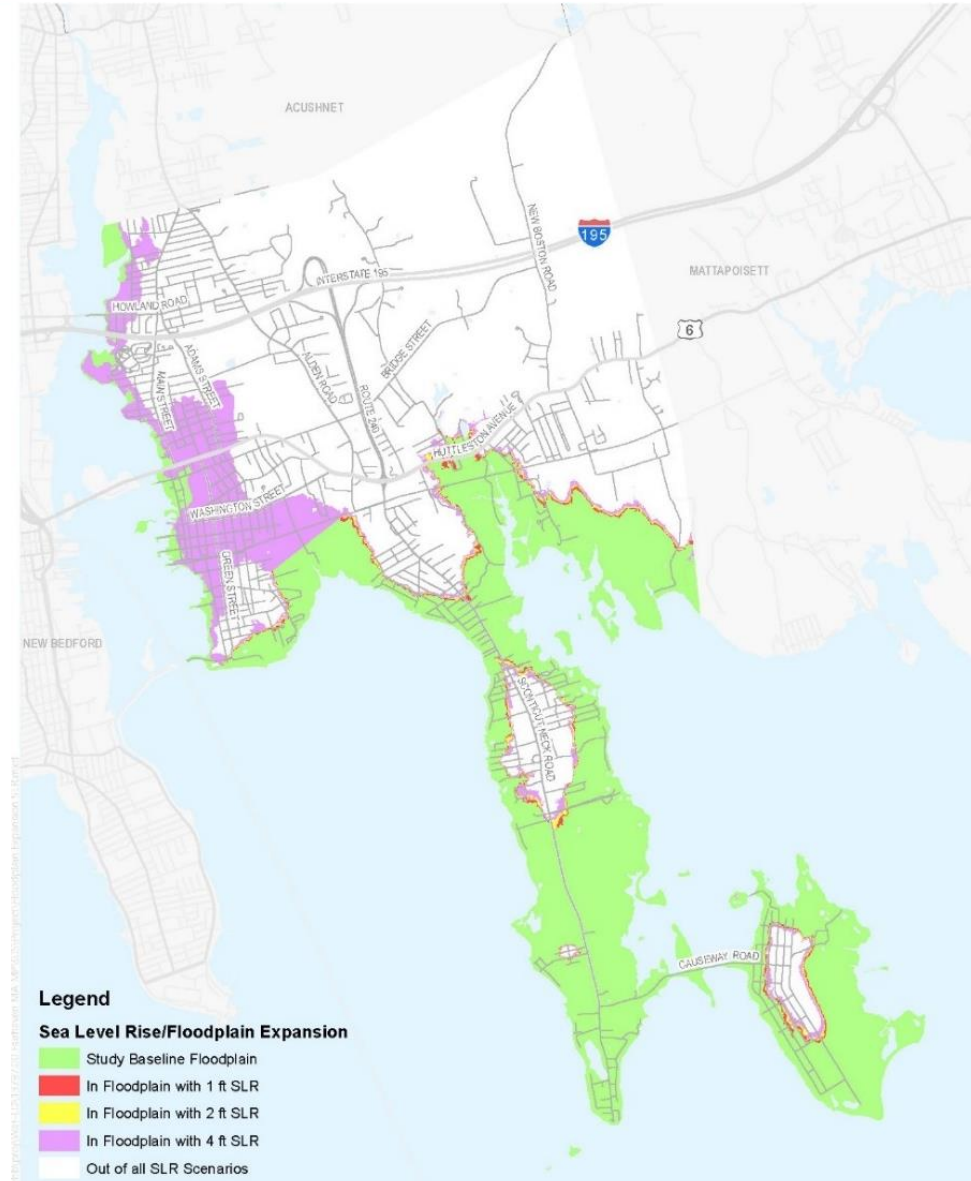 ACUSHNET
NEW BOSTON ROAD
195
INTERSTATE 195
MATTAPOISETT
HOWLAND ROAD
6
BRIDGE STREET
ADAMS STREET
MAIN STREET
ALDEN ROAD
ROUTE 240
HUTTLESTON AVENUE
WASHINGTON STREET
GREEN STREET
NEW BEDFORD
SCONTICUT NECK ROAD
CAUSEWAY ROAD
Legend
Sea Level Rise/Floodplain Expansion
Study Baseline Floodplain
In Floodplain with 1 ft SLR
In Floodplain with 2 ft SLR
In Floodplain with 4 ft SLR
Out of all SLR Scenarios